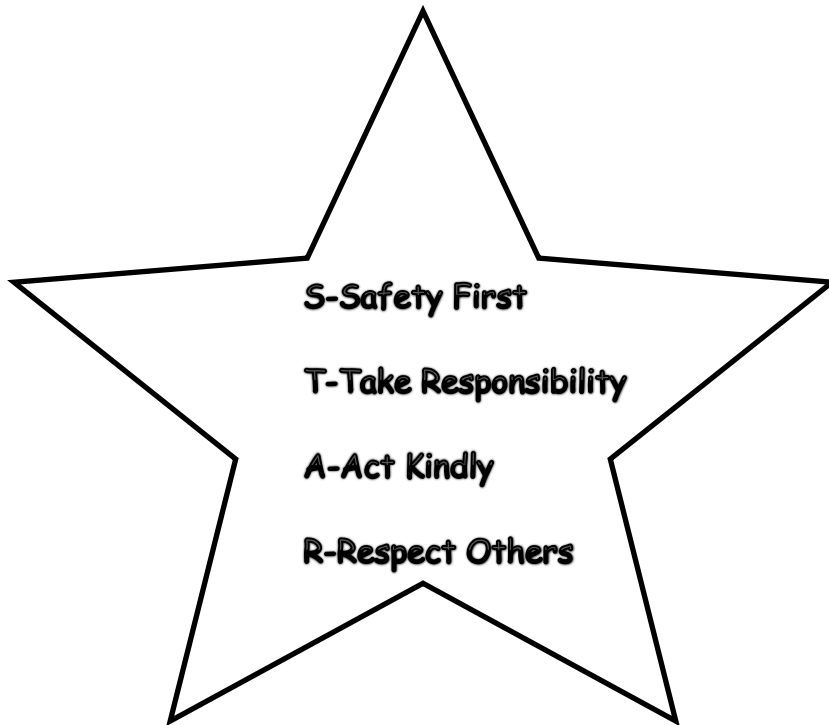 S-Safety First
T-Take Responsibility
A-Act Kindly
R-Respect Others